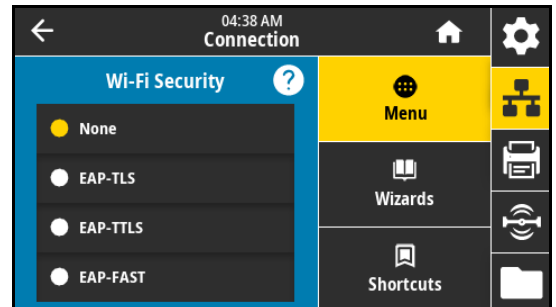 04:38 AM
Connection
Wi-Fi Security
?
None
EAP-TLS
EAP-TTLS
EAP-FAST
Menu
Wizards
Shortcuts